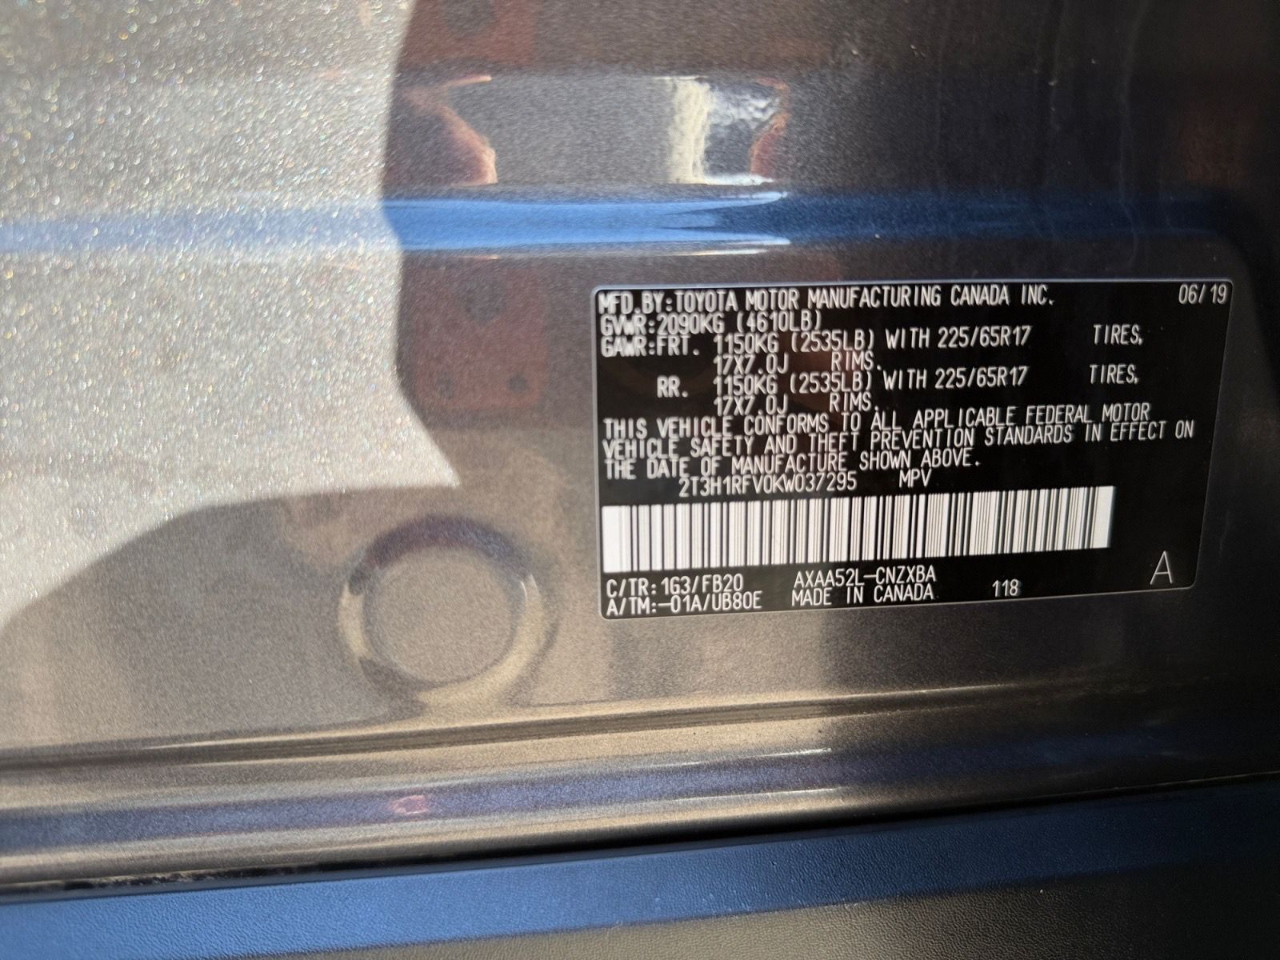 MFD.BY:TOYOTA MOTOR MANUFACTURING CANADA INC. 06/19
GVWR:2090KG (4610LB)
GAWR:FRT. 1150KG (2535LB) WITH 225/65R17 TIRES,
17X7.0J RIMS.
RR. 1150KG (2535LB) WITH 225/65R17 TIRES,
17X7.0J RIMS.
THIS VEHICLE CONFORMS TO ALL APPLICABLE FEDERAL MOTOR
VEHICLE SAFETY AND THEFT PREVENTION STANDARDS IN EFFECT ON
THE DATE OF MANUFACTURE SHOWN ABOVE.
2T3H1RFV0KW037295 MPV
C/TR:1G3/FB20 AXAA52L-CNZXBA 118 A
A/TM:-01A/UB80E MADE IN CANADA